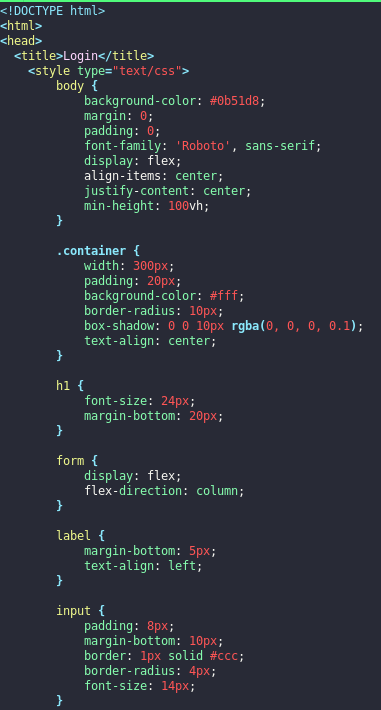 <!DOCTYPE html>
<html>
<head>
  <title>Login</title>
    <style type="text/css">
        body {
            background-color: #0b51d8;
            margin: 0;
            padding: 0;
            font-family: 'Roboto', sans-serif;
            display: flex;
            align-items: center;
            justify-content: center;
            min-height: 100vh;
        }

        .container {
            width: 300px;
            padding: 20px;
            background-color: #fff;
            border-radius: 10px;
            box-shadow: 0 0 10px rgba(0, 0, 0, 0.1);
            text-align: center;
        }

        h1 {
            font-size: 24px;
            margin-bottom: 20px;
        }

        form {
            display: flex;
            flex-direction: column;
        }

        label {
            margin-bottom: 5px;
            text-align: left;
        }

        input {
            padding: 8px;
            margin-bottom: 10px;
            border: 1px solid #ccc;
            border-radius: 4px;
            font-size: 14px;
        }